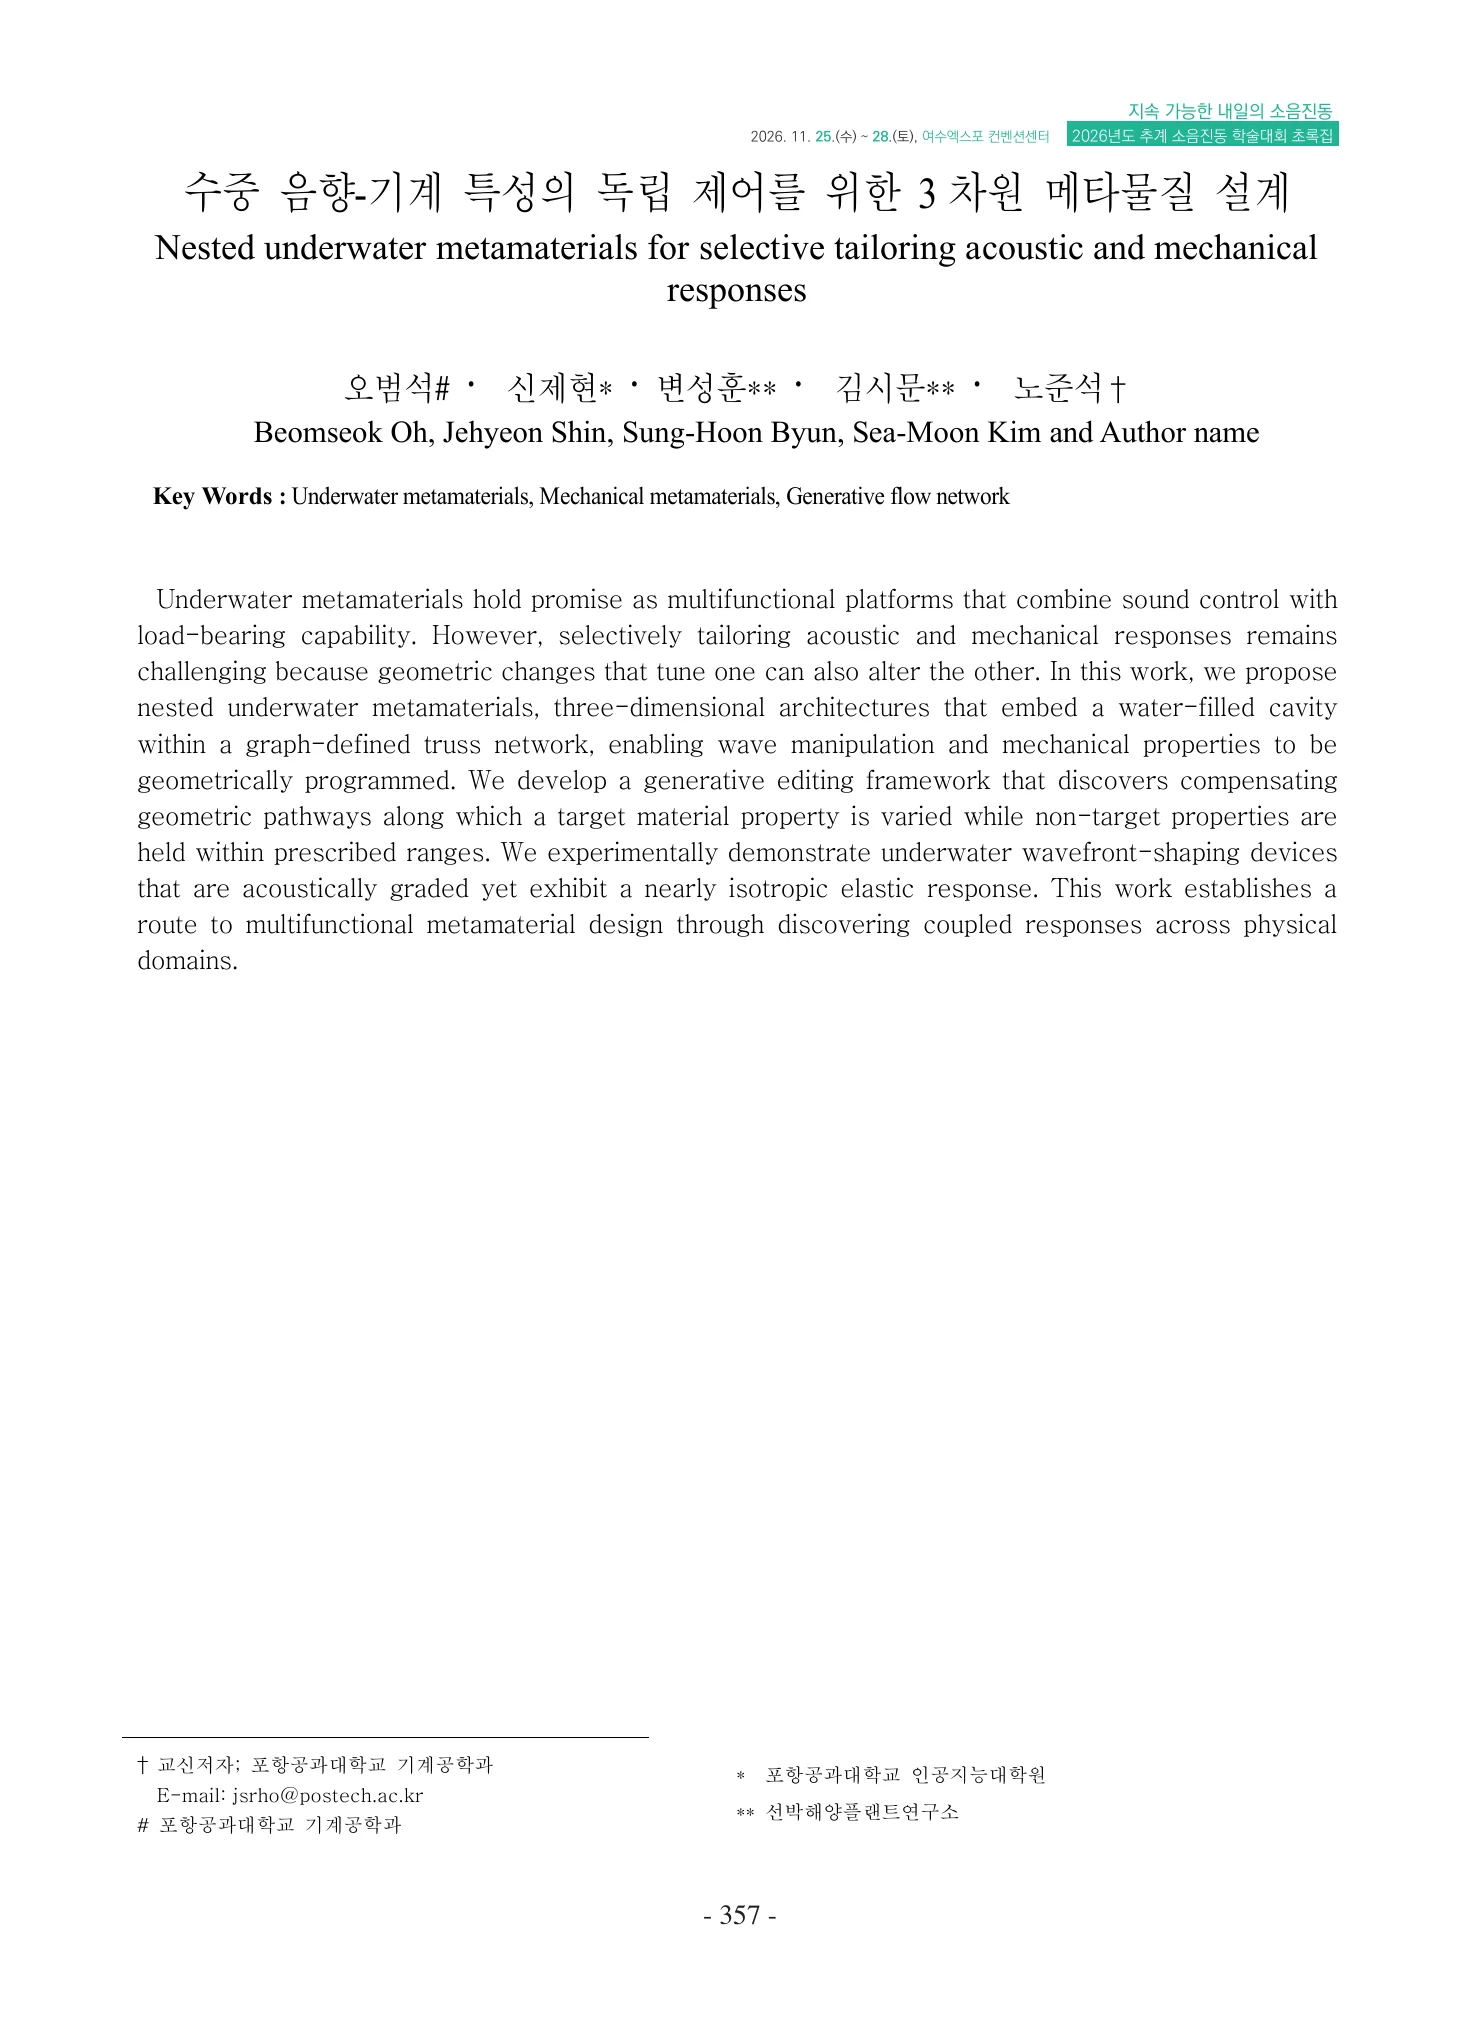 지속 가능한 내일의 소음진동
2026. 11. 25.(수) ~ 28.(토), 여수엑스포 컨벤션센터 2026년도 추계 소음진동 학술대회 초록집
수중 음향-기계 특성의 독립 제어를 위한 3 차원 메타물질 설계
Nested underwater metamaterials for selective tailoring acoustic and mechanical
responses
오범석# · 신제현* · 변성훈** · 김시문** · 노준석†
Beomseok Oh, Jehyeon Shin, Sung-Hoon Byun, Sea-Moon Kim and Author name
Key Words : Underwater metamaterials, Mechanical metamaterials, Generative flow network
Underwater metamaterials hold promise as multifunctional platforms that combine sound control with
load-bearing capability. However, selectively tailoring acoustic and mechanical responses remains
challenging because geometric changes that tune one can also alter the other. In this work, we propose
nested underwater metamaterials, three-dimensional architectures that embed a water-filled cavity
within a graph-defined truss network, enabling wave manipulation and mechanical properties to be
geometrically programmed. We develop a generative editing framework that discovers compensating
geometric pathways along which a target material property is varied while non-target properties are
held within prescribed ranges. We experimentally demonstrate underwater wavefront-shaping devices
that are acoustically graded yet exhibit a nearly isotropic elastic response. This work establishes a
route to multifunctional metamaterial design through discovering coupled responses across physical
domains.
† 교신저자; 포항공과대학교 기계공학과
E-mail: jsrho@postech.ac.kr
# 포항공과대학교 기계공학과
* 포항공과대학교 인공지능대학원
** 선박해양플랜트연구소
- 357 -